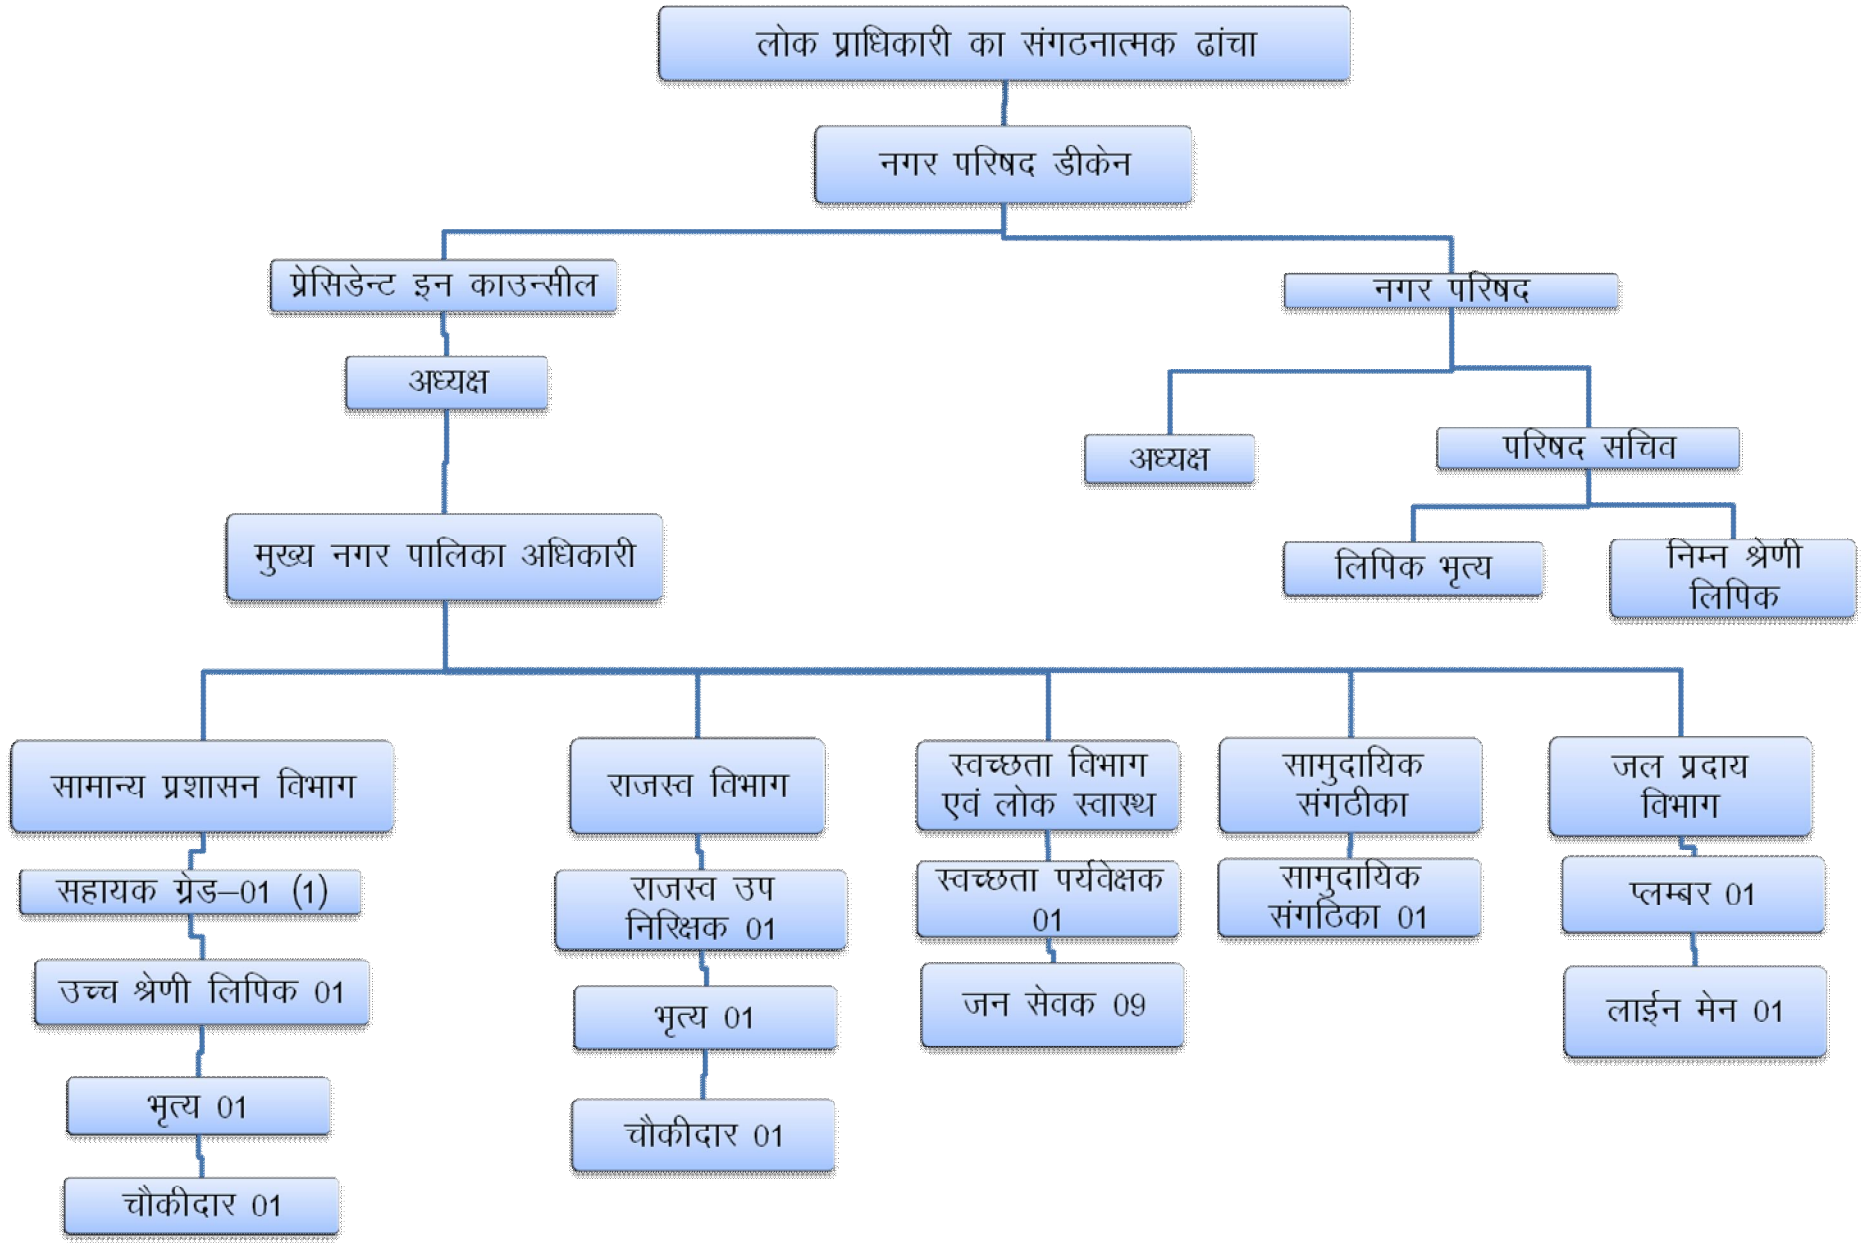 लोक प्राधिकारी का संगठनात्मक ढांचा
नगर परिषद डीकेन
प्रेसिडेन्ट इन काउन्सील
नगर परिषद
अध्यक्ष
अध्यक्ष
परिषद सचिव
मुख्य नगर पालिका अधिकारी
लिपिक भृत्य
निम्न श्रेणी
लिपिक
सामान्य प्रशासन विभाग
राजस्व विभाग
स्वच्छता विभाग
एवं लोक स्वास्थ
सामुदायिक
संगठीका
जल प्रदाय
विभाग
सहायक ग्रेड–01 (1)
राजस्व उप
निरिक्षक 01
स्वच्छता पर्यवेक्षक
01
सामुदायिक
संगठिका 01
प्लम्बर 01
उच्च श्रेणी लिपिक 01
भृत्य 01
जन सेवक 09
लाईन मेन 01
भृत्य 01
चौकीदार 01
चौकीदार 01